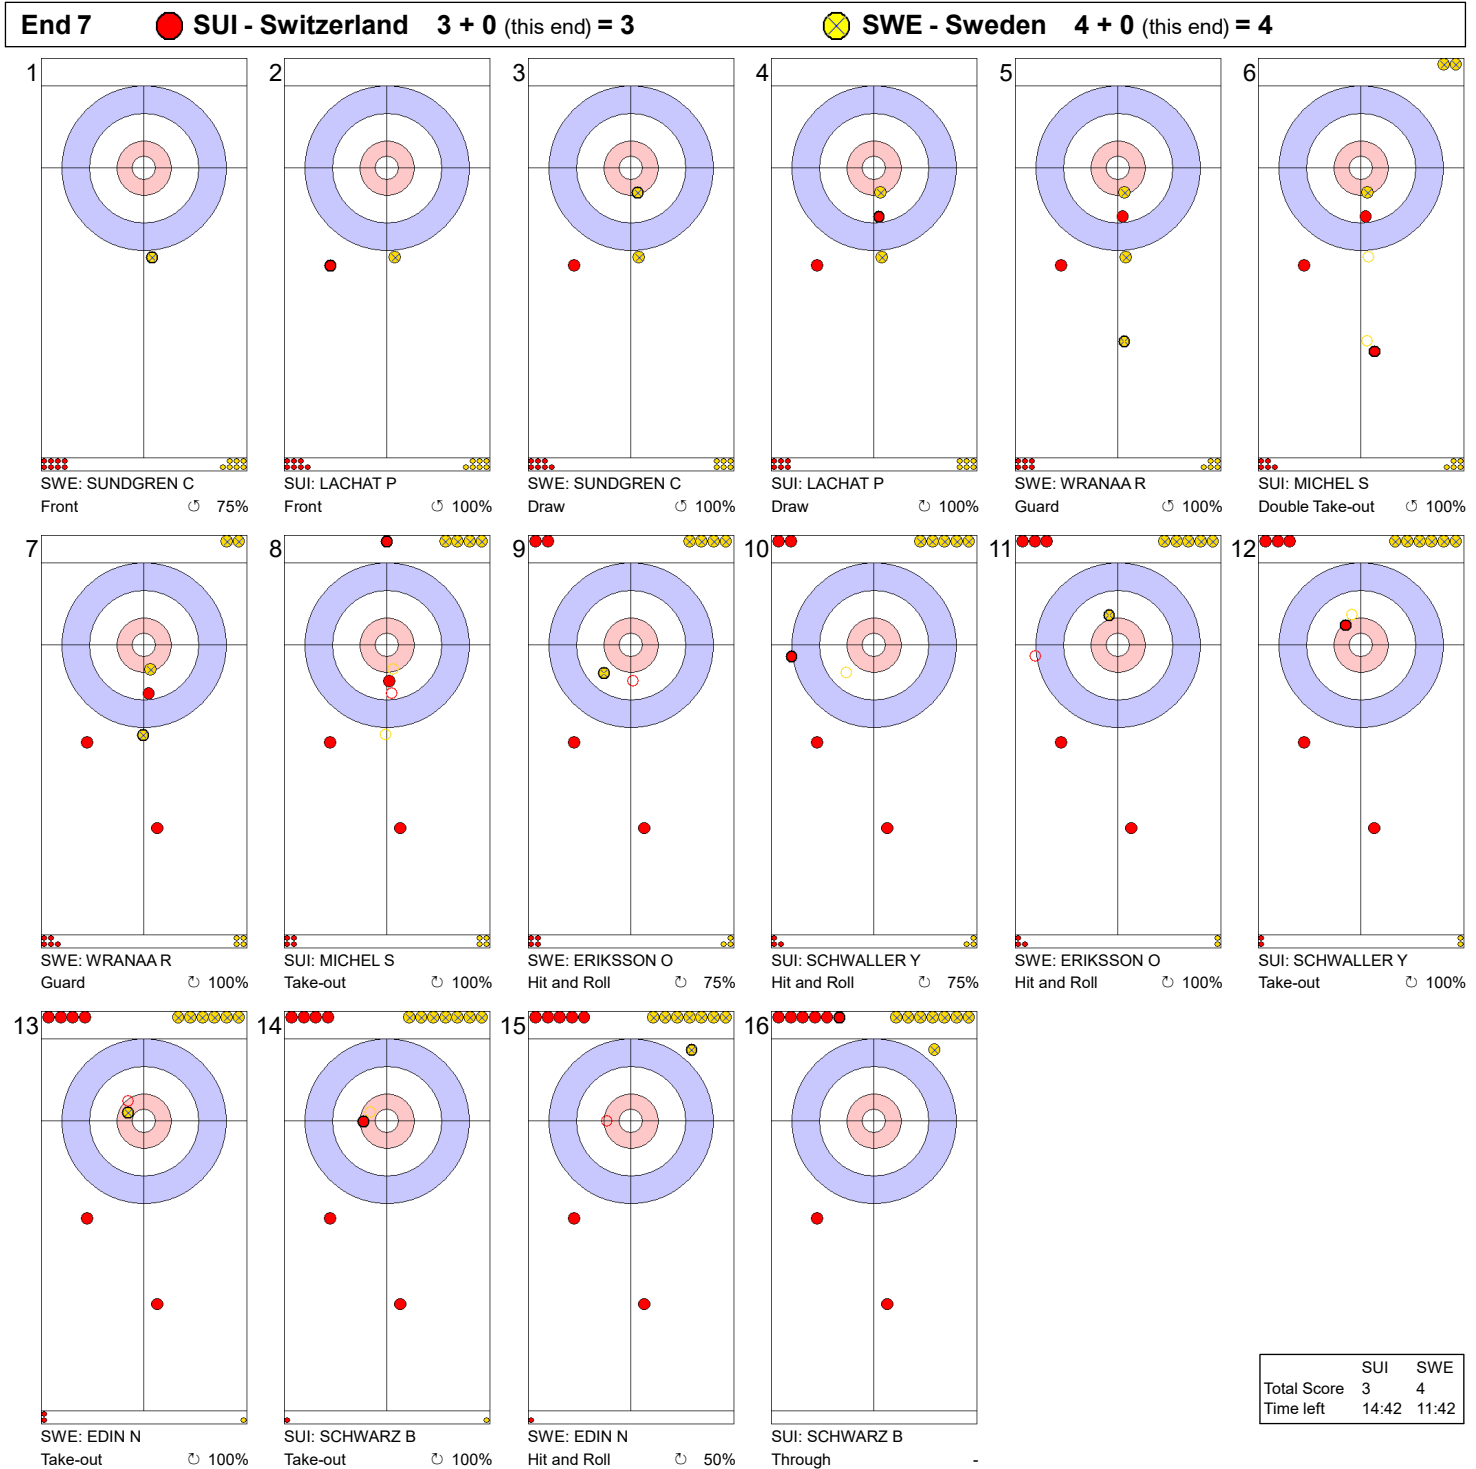 End 7 SUI - Switzerland 3 + 0 (this end) = 3 SWE - Sweden 4 + 0 (this end) = 4
1 2 3 4 5 6
SWE: SUNDGREN C SUI: LACHAT P SWE: SUNDGREN C SUI: LACHAT P SWE: WRANAA R SUI: MICHEL S
Front ↺ 75% Front ↺ 100% Draw ↺ 100% Draw ↺ 100% Guard ↺ 100% Double Take-out ↺ 100%
7 8 9 10 11 12
SWE: WRANAA R SUI: MICHEL S SWE: ERIKSSON O SUI: SCHWALLER Y SWE: ERIKSSON O SUI: SCHWALLER Y
Guard ↻ 100% Take-out ↻ 100% Hit and Roll ↻ 75% Hit and Roll ↻ 75% Hit and Roll ↻ 100% Take-out ↻ 100%
13 14 15 16
SWE: EDIN N SUI: SCHWARZ B SWE: EDIN N SUI: SCHWARZ B
Take-out ↻ 100% Take-out ↻ 100% Hit and Roll ↻ 50% Through -
SUI SWE
Total Score 3 4
Time left 14:42 11:42